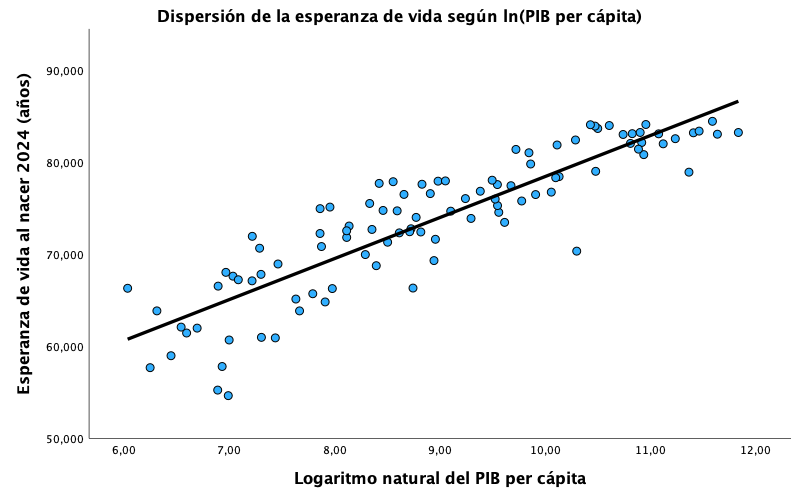 Dispersión de la esperanza de vida según ln(PIB per cápita)
Esperanza de vida al nacer 2024 (años)
90,000
80,000
70,000
60,000
50,000
6,00 7,00 8,00 9,00 10,00 11,00 12,00
Logaritmo natural del PIB per cápita